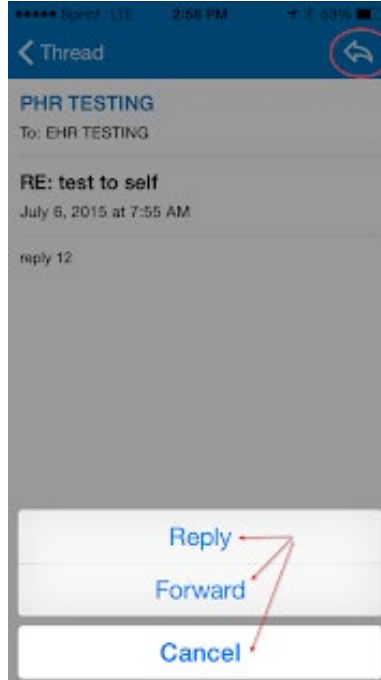 Sprint LTE 2:58 PM 53%
Thread
PHR TESTING
To: EHR TESTING
RE: test to self
July 6, 2015 at 7:55 AM
reply 12
Reply
Forward
Cancel